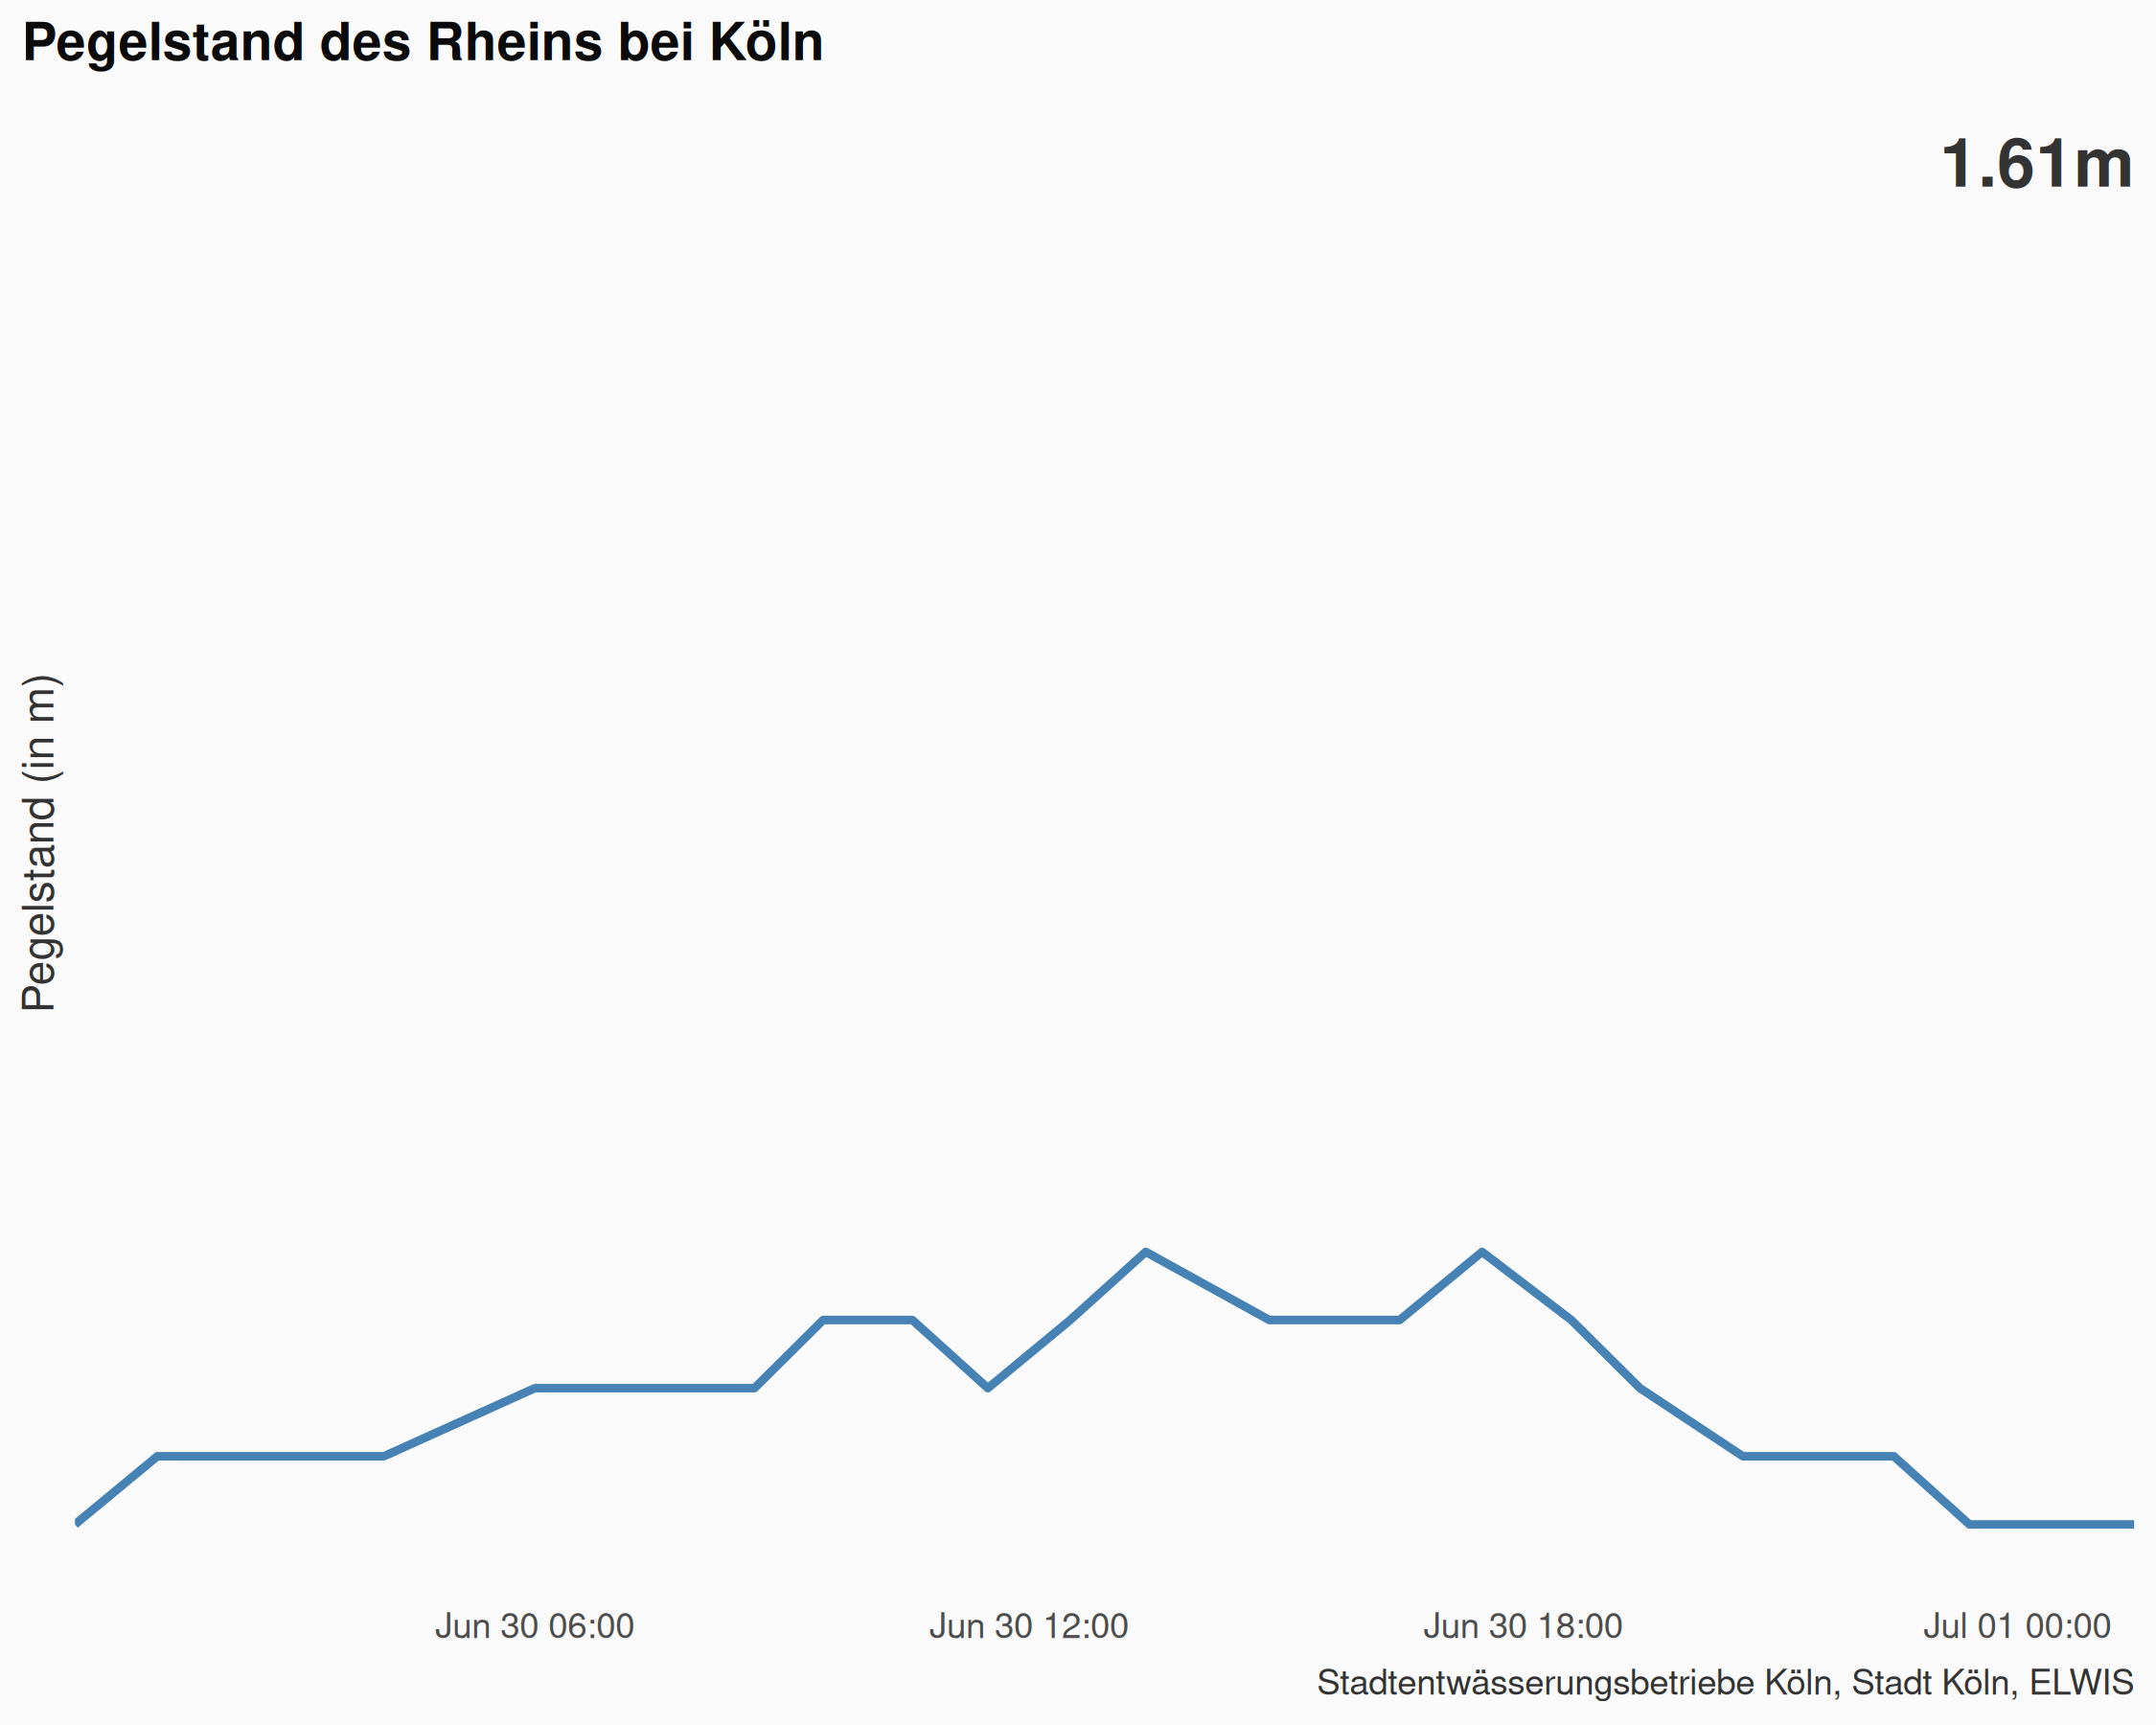 Pegelstand des Rheins bei Köln
1.61m
Pegelstand (in m)
Jun 30 06:00 Jun 30 12:00 Jun 30 18:00 Jul 01 00:00
Stadtentwässerungsbetriebe Köln, Stadt Köln, ELWIS